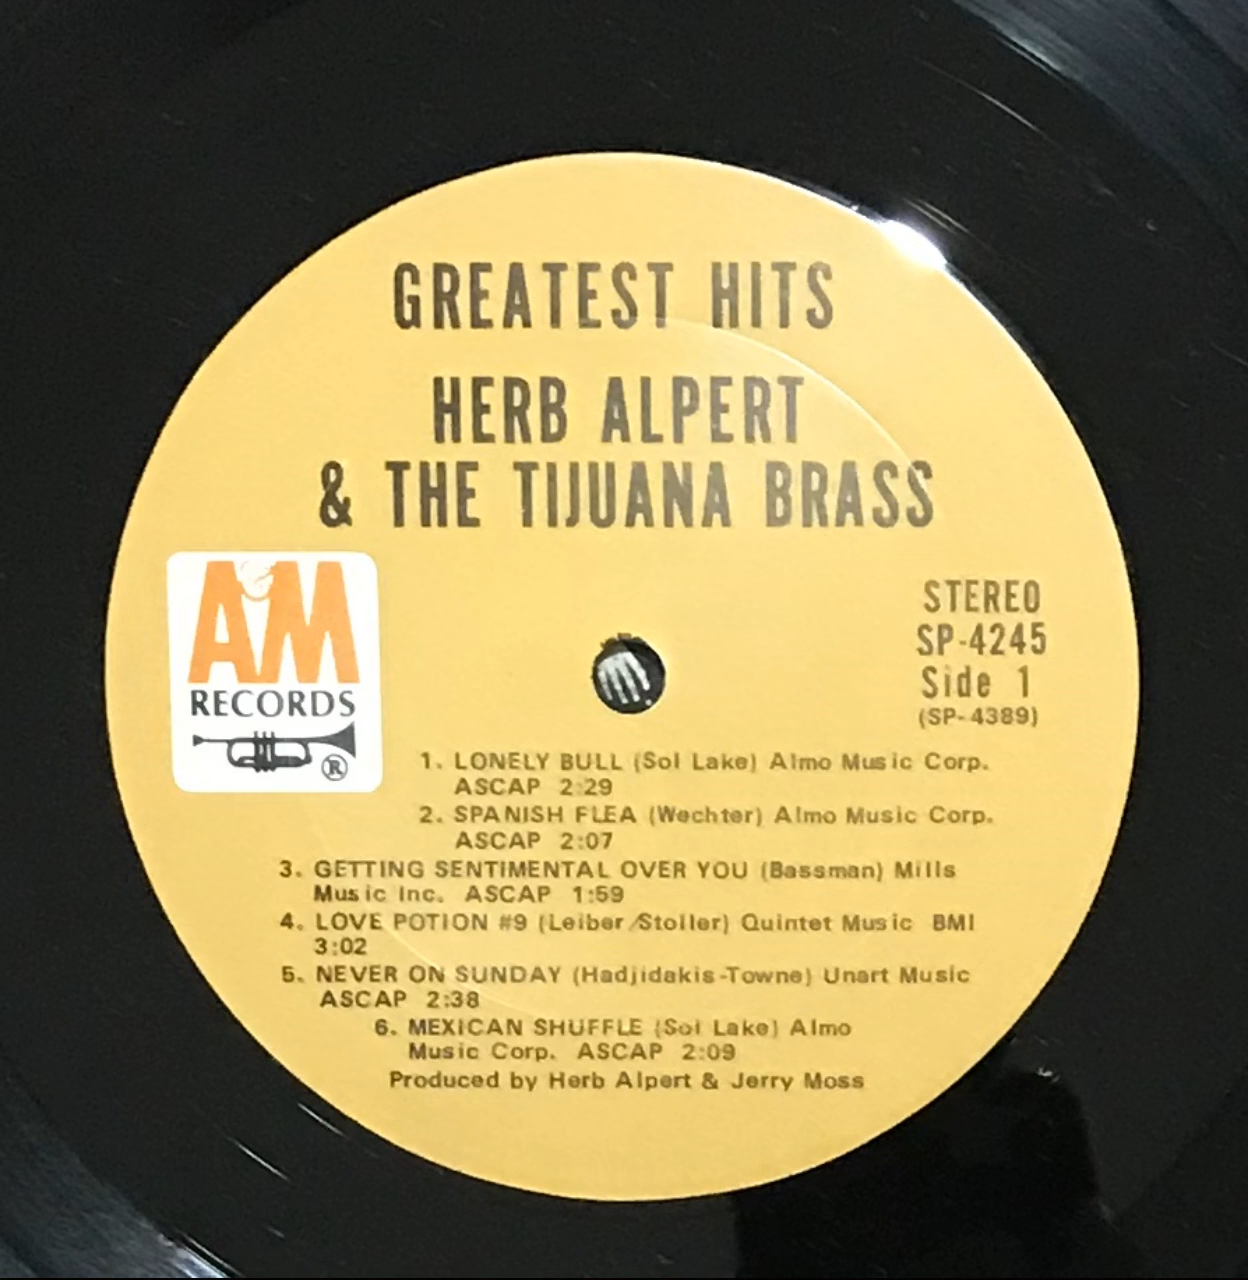 GREATEST HITS
HERB ALPERT
& THE TIJUANA BRASS
AM
RECORDS
®
STEREO
SP-4245
Side 1
(SP-4389)
1. LONELY BULL (Sol Lake) Almo Music Corp.
ASCAP 2:29
2. SPANISH FLEA (Wechter) Almo Music Corp.
ASCAP 2:07
3. GETTING SENTIMENTAL OVER YOU (Bassman) Mills
Music Inc. ASCAP 1:59
4. LOVE POTION #9 (Leiber/Stoller) Quintet Music BMI
3:02
5. NEVER ON SUNDAY (Hadjidakis-Towne) Unart Music
ASCAP 2:38
6. MEXICAN SHUFFLE (Sol Lake) Almo
Music Corp. ASCAP 2:09
Produced by Herb Alpert & Jerry Moss